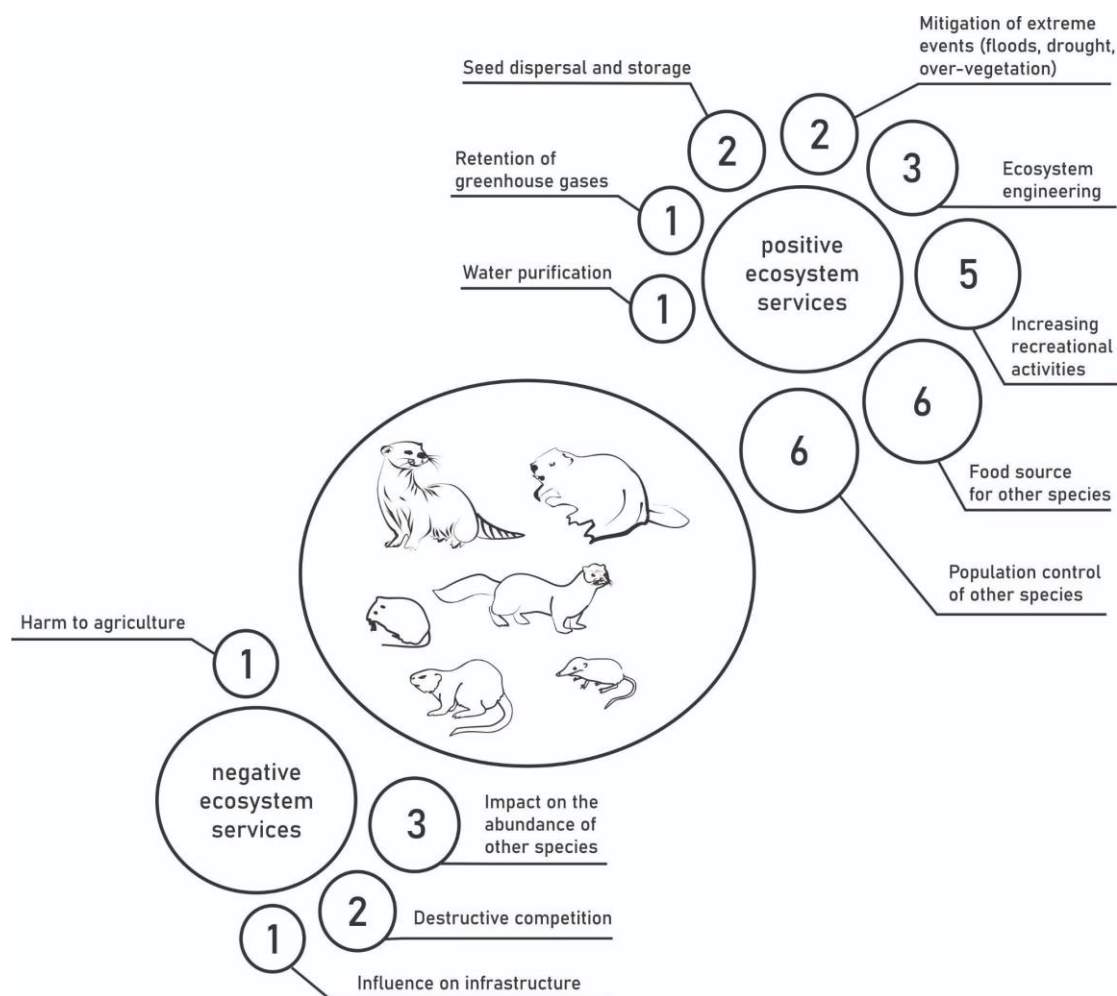 Mitigation of extreme
events (floods, drought,
over-vegetation)
Seed dispersal and storage
2
2
Retention of
greenhouse gases
3
Ecosystem
engineering
1
positive
ecosystem
services
5
Water purification
1
Increasing
recreational
activities
6
6
Food source
for other species
Population control
of other species
Harm to agriculture
1
negative
ecosystem
services
3
Impact on the
abundance of
other species
2
Destructive competition
1
Influence on infrastructure